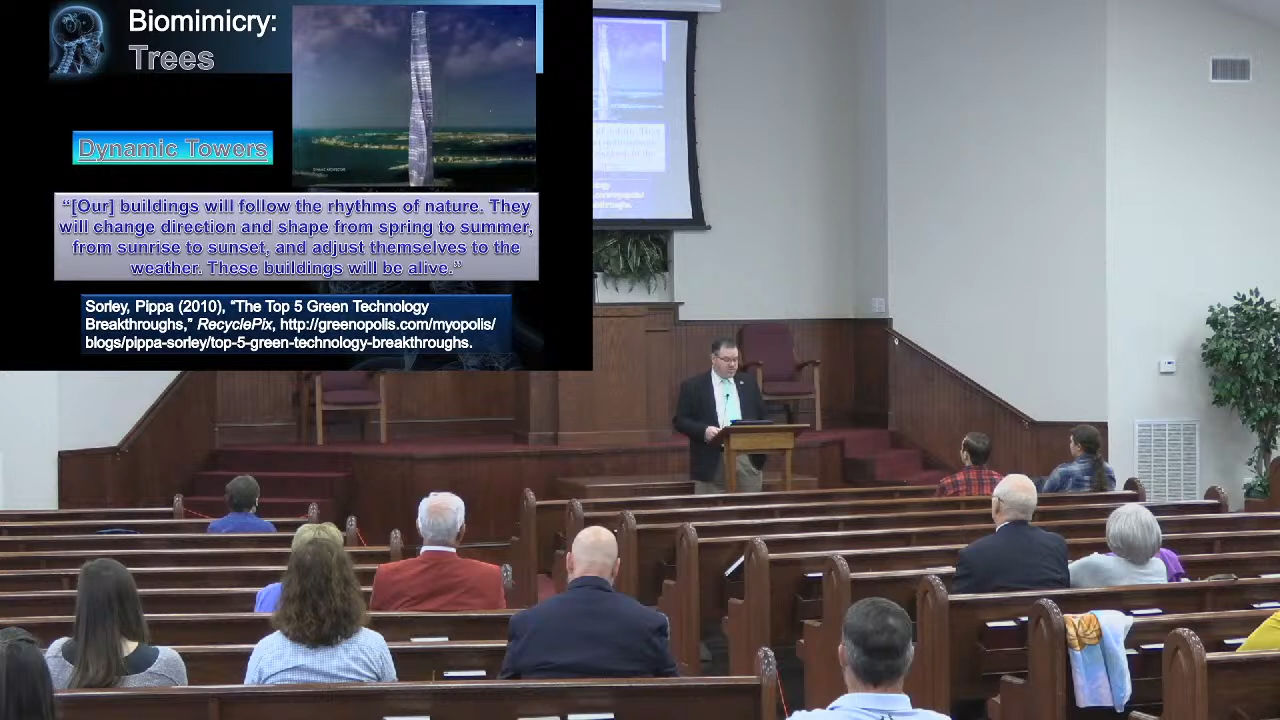 Biomimicry:
Trees
Dynamic Towers
“[Our] buildings will follow the rhythms of nature. They
will change direction and shape from spring to summer,
from sunrise to sunset, and adjust themselves to the
weather. These buildings will be alive.”
Sorley, Pippa (2010), “The Top 5 Green Technology
Breakthroughs,” RecyclePix, http://greenopolis.com/myopolis/
blogs/pippa-sorley/top-5-green-technology-breakthroughs.